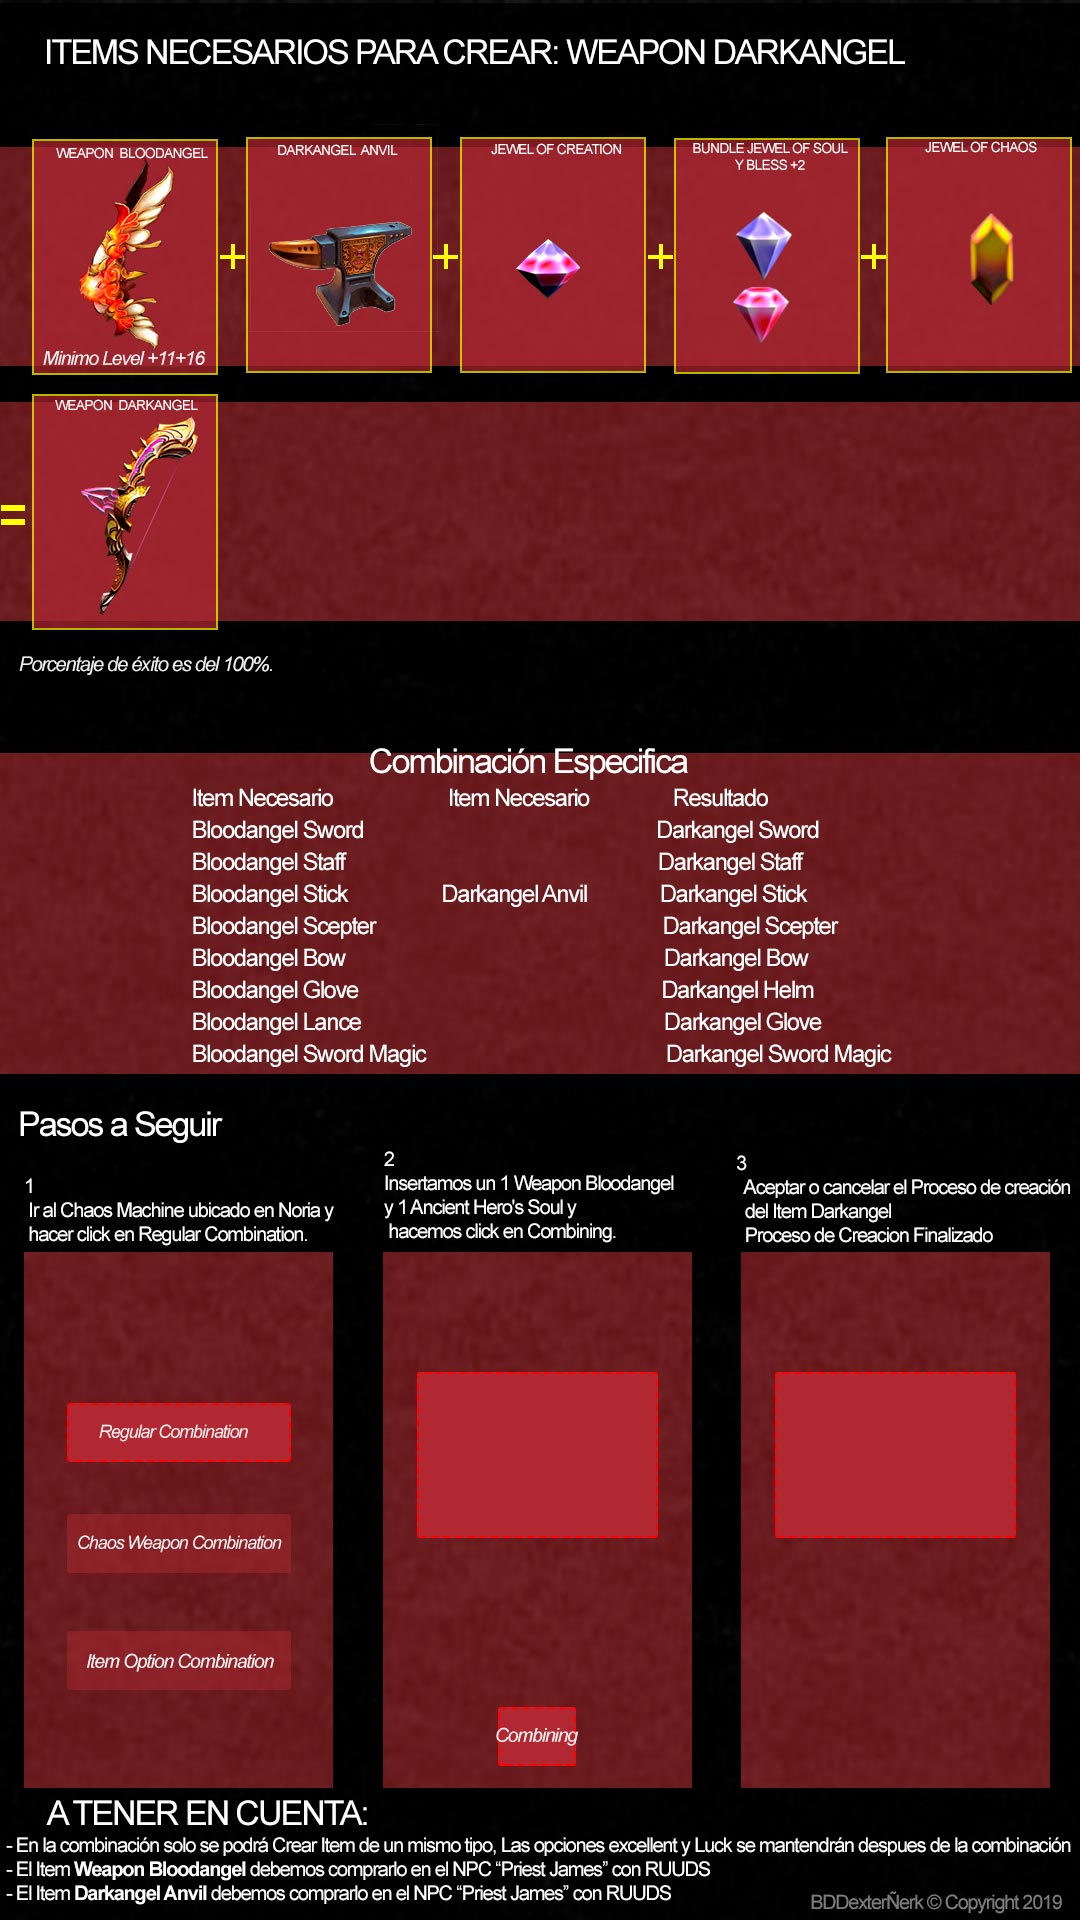 ITEMS NECESARIOS PARA CREAR: WEAPON DARKANGEL
WEAPON BLOODANGEL
DARKANGEL ANVIL
JEWEL OF CREATION
BUNDLE JEWEL OF SOUL
Y BLESS +2
JEWEL OF CHAOS
+
+
+
+
Minimo Level +11+16
=
WEAPON DARKANGEL
Porcentaje de éxito es del 100%.
Combinación Especifica
Item Necesario Item Necesario Resultado
Bloodangel Sword Darkangel Sword
Bloodangel Staff Darkangel Staff
Bloodangel Stick Darkangel Anvil Darkangel Stick
Bloodangel Scepter Darkangel Scepter
Bloodangel Bow Darkangel Bow
Bloodangel Glove Darkangel Helm
Bloodangel Lance Darkangel Glove
Bloodangel Sword Magic Darkangel Sword Magic
Pasos a Seguir
1
Ir al Chaos Machine ubicado en Noria y
hacer click en Regular Combination.
Regular Combination
Chaos Weapon Combination
Item Option Combination
2
Insertamos un 1 Weapon Bloodangel
y 1 Ancient Hero's Soul y
hacemos click en Combining.
Combining
3
Aceptar o cancelar el Proceso de creación
del Item Darkangel
Proceso de Creacion Finalizado
A TENER EN CUENTA:
- En la combinación solo se podrá Crear Item de un mismo tipo, Las opciones excellent y Luck se mantendrán despues de la combinación
- El Item Weapon Bloodangel debemos comprarlo en el NPC “Priest James” con RUUDS
- El Item Darkangel Anvil debemos comprarlo en el NPC “Priest James” con RUUDS
BDDexterÑerk © Copyright 2019